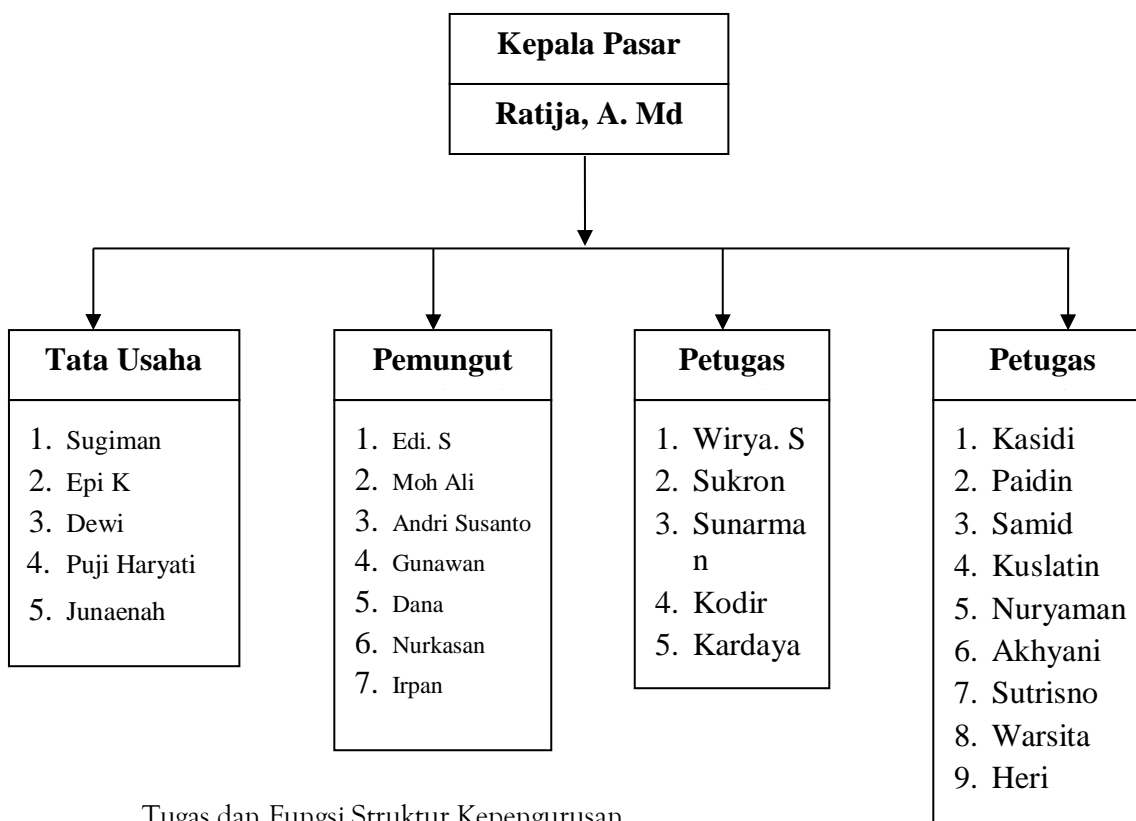 Kepala Pasar
Ratija, A. Md
Tata Usaha
1. Sugiman
2. Epi K
3. Dewi
4. Puji Haryati
5. Junaenah
Pemungut
1. Edi. S
2. Moh Ali
3. Andri Susanto
4. Gunawan
5. Dana
6. Nurkasan
7. Irpan
Petugas
1. Wirya. S
2. Sukron
3. Sunarma
n
4. Kodir
5. Kardaya
Petugas
1. Kasidi
2. Paidin
3. Samid
4. Kuslatin
5. Nuryaman
6. Akhyani
7. Sutrisno
8. Warsita
9. Heri
Tugas dan Fungsi Struktur Kepengurusan